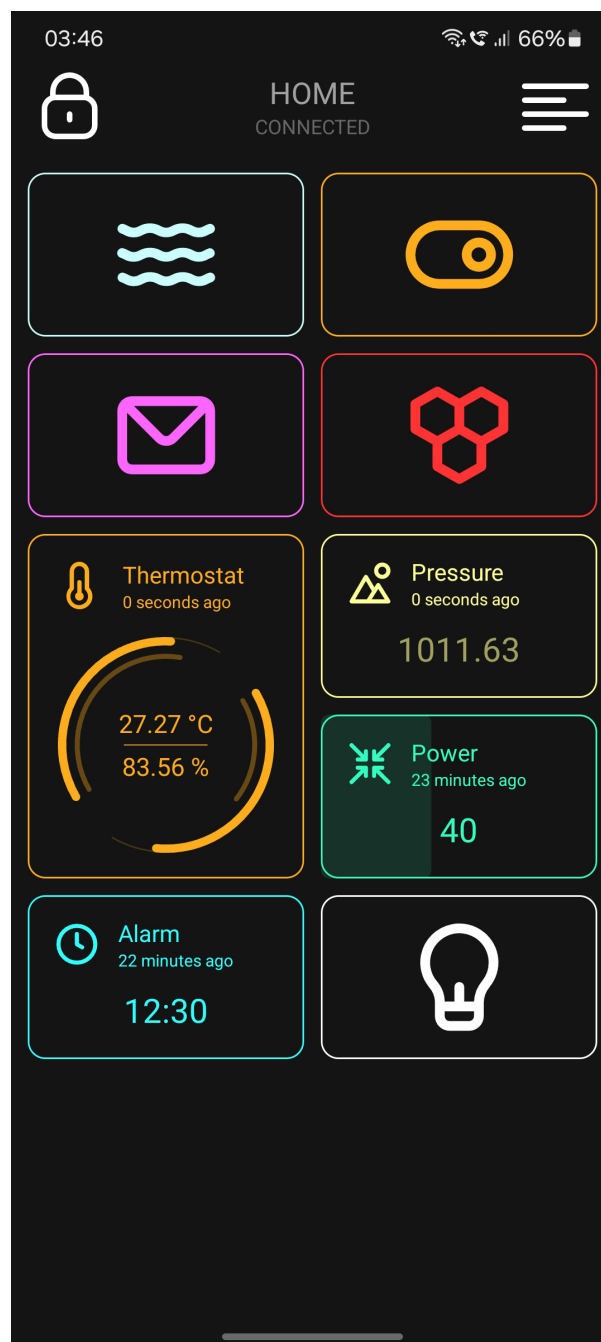 03:46
66%
HOME
CONNECTED
Thermostat
0 seconds ago
27.27 °C
83.56 %
Pressure
0 seconds ago
1011.63
Power
23 minutes ago
40
Alarm
22 minutes ago
12:30